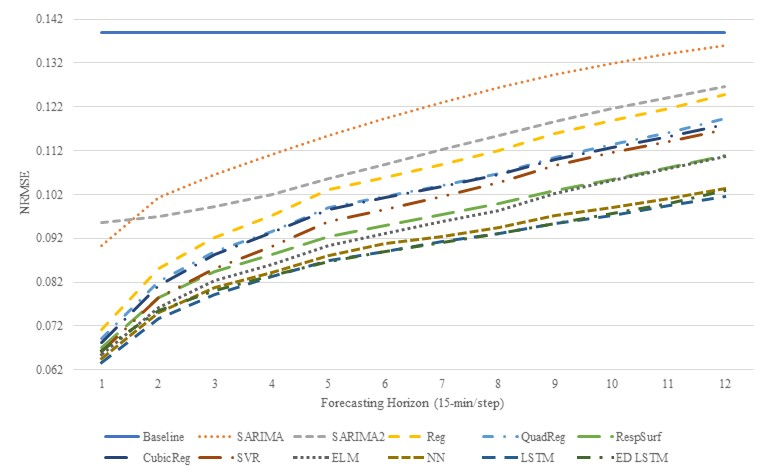 0.142
0.132
0.122
0.112
0.102
0.092
0.082
0.072
0.062
NRMSE
1 2 3 4 5 6 7 8 9 10 11 12
Forecasting Horizon (15-min/step)
Baseline SARIMA SARIMA2 Reg QuadReg RespSurf
CubicReg SVR ELM NN LSTM ED LSTM